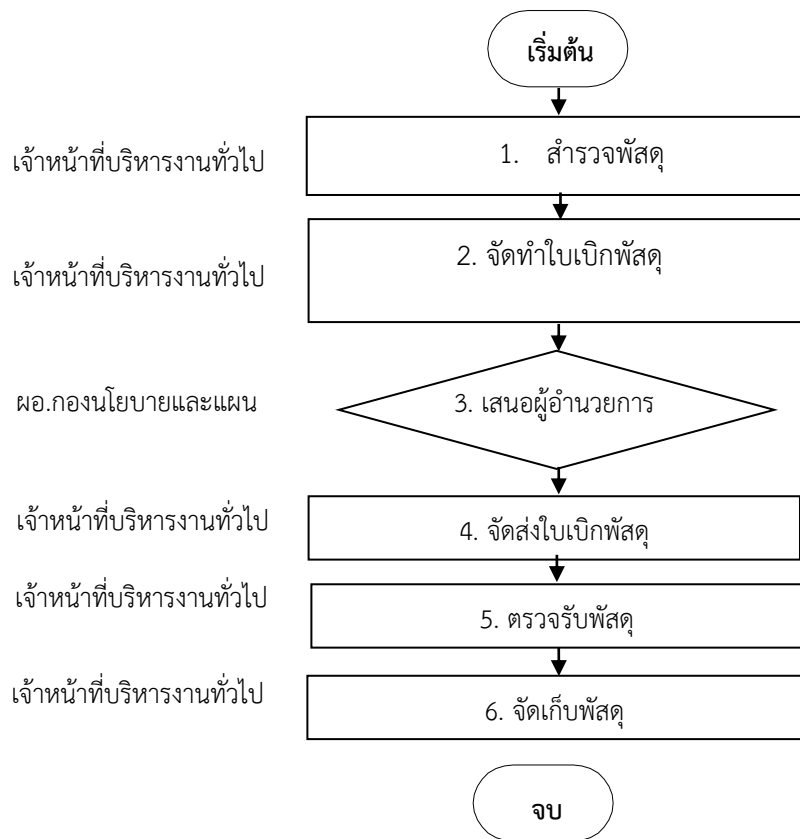 เริ่มต้น
เจ้าหน้าที่บริหารงานทั่วไป
1. สำรวจพัสดุ
เจ้าหน้าที่บริหารงานทั่วไป
2. จัดทำใบเบิกพัสดุ
ผอ.กองนโยบายและแผน
3. เสนอผู้อำนวยการ
เจ้าหน้าที่บริหารงานทั่วไป
4. จัดส่งใบเบิกพัสดุ
เจ้าหน้าที่บริหารงานทั่วไป
5. ตรวจรับพัสดุ
เจ้าหน้าที่บริหารงานทั่วไป
6. จัดเก็บพัสดุ
จบ